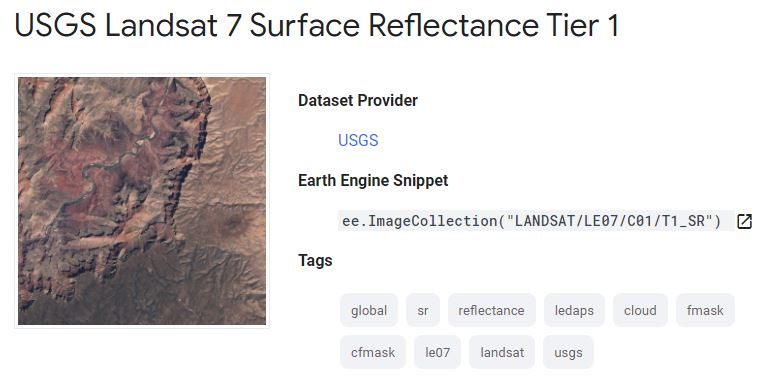 USGS Landsat 7 Surface Reflectance Tier 1
Dataset Provider
USGS
Earth Engine Snippet
ee.ImageCollection("LANDSAT/LE07/C01/T1_SR")
Tags
global sr reflectance ledaps cloud fmask
cfmask le07 landsat usgs